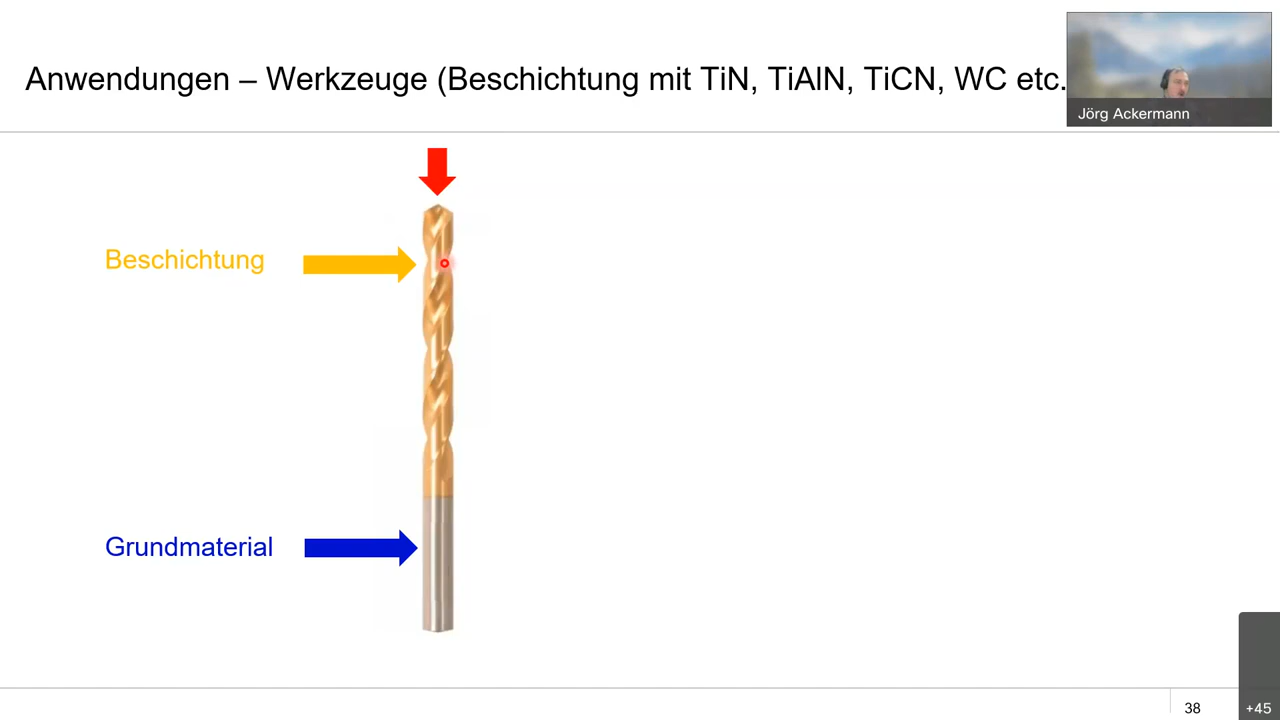 Anwendungen – Werkzeuge (Beschichtung mit TiN, TiAlN, TiCN, WC etc.
Jörg Ackermann
Beschichtung
Grundmaterial
38
+45